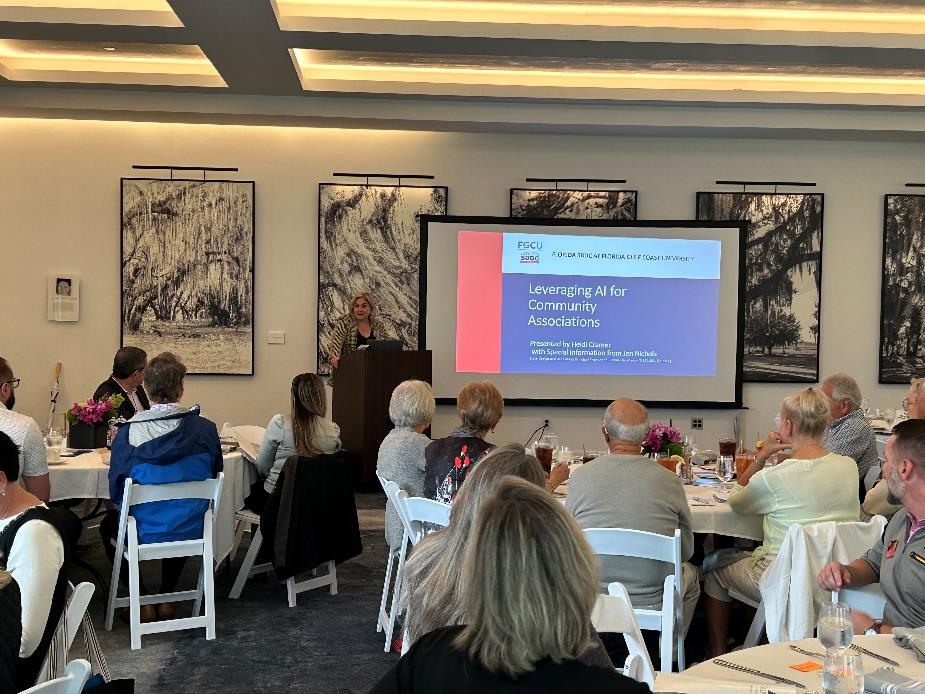 FGCU
SBDC
FLORIDA SBDC AT FLORIDA GULF COAST UNIVERSITY
Leveraging AI for
Community
Associations
Presented by Heidi Cramer
with Special Information from Jen Nichols